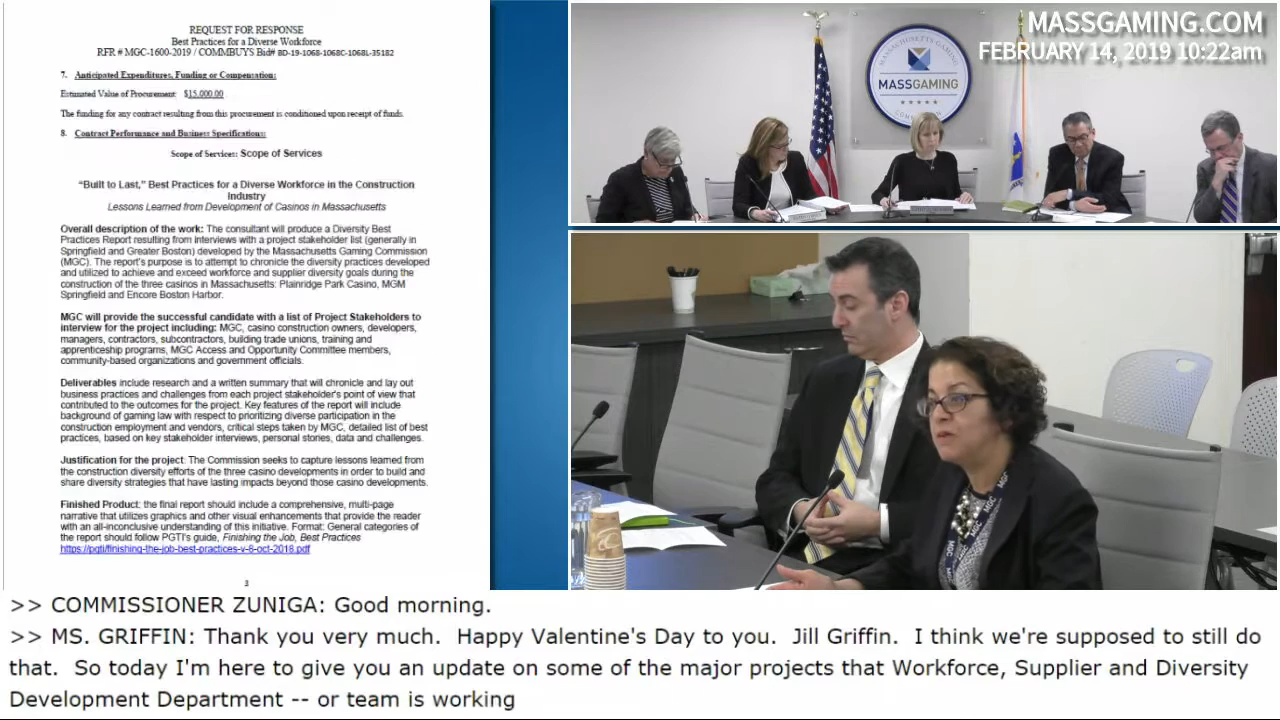 REQUEST FOR RESPONSE
Best Practices for a Diverse Workforce
RFR # MGC-1600-2019 / COMMBUYS Bid# BD-19-1068-1068C-1068L-35182
7. Anticipated Expenditures, Funding or Compensation:
Estimated Value of Procurement: $15,000.00
The funding for any contract resulting from this procurement is conditioned upon receipt of funds.
8. Contract Performance and Business Specifications:
Scope of Services: Scope of Services
“Built to Last,” Best Practices for a Diverse Workforce in the Construction
Industry
Lessons Learned from Development of Casinos in Massachusetts
Overall description of the work: The consultant will produce a Diversity Best
Practices Report resulting from interviews with a project stakeholder list (generally in
Springfield and Greater Boston) developed by the Massachusetts Gaming Commission
(MGC). The report's purpose is to attempt to chronicle the diversity practices developed
and utilized to achieve and exceed workforce and supplier diversity goals during the
construction of the three casinos in Massachusetts: Plainridge Park Casino, MGM
Springfield and Encore Boston Harbor.
MGC will provide the successful candidate with a list of Project Stakeholders to
interview for the project including: MGC, casino construction owners, developers,
managers, contractors, subcontractors, building trade unions, training and
apprenticeship programs, MGC Access and Opportunity Committee members,
community-based organizations and government officials.
Deliverables include research and a written summary that will chronicle and lay out
business practices and challenges from each project stakeholder's point of view that
contributed to the outcomes for the project. Key features of the report will include
background of gaming law with respect to prioritizing diverse participation in the
construction employment and vendors, critical steps taken by MGC, detailed list of best
practices, based on key stakeholder interviews, personal stories, data and challenges.
Justification for the project: The Commission seeks to capture lessons learned from
the construction diversity efforts of the three casino developments in order to build and
share diversity strategies that have lasting impacts beyond those casino developments.
Finished Product: the final report should include a comprehensive, multi-page
narrative that utilizes graphics and other visual enhancements that provide the reader
with an all-inclusive understanding of this initiative. Format: General categories of
the report should follow PGTI's guide, Finishing the Job, Best Practices
https://pgti/finishing-the-job-best-practices-v-8-oct-2018.pdf
3
MASSGAMING.COM
FEBRUARY 14, 2019 10:22am
MASSACHUSETTS GAMING
MASSGAMING
>> COMMISSIONER ZUNIGA: Good morning.
>> MS. GRIFFIN: Thank you very much. Happy Valentine's Day to you. Jill Griffin. I think we're supposed to still do
that. So today I'm here to give you an update on some of the major projects that Workforce, Supplier and Diversity
Development Department -- or team is working